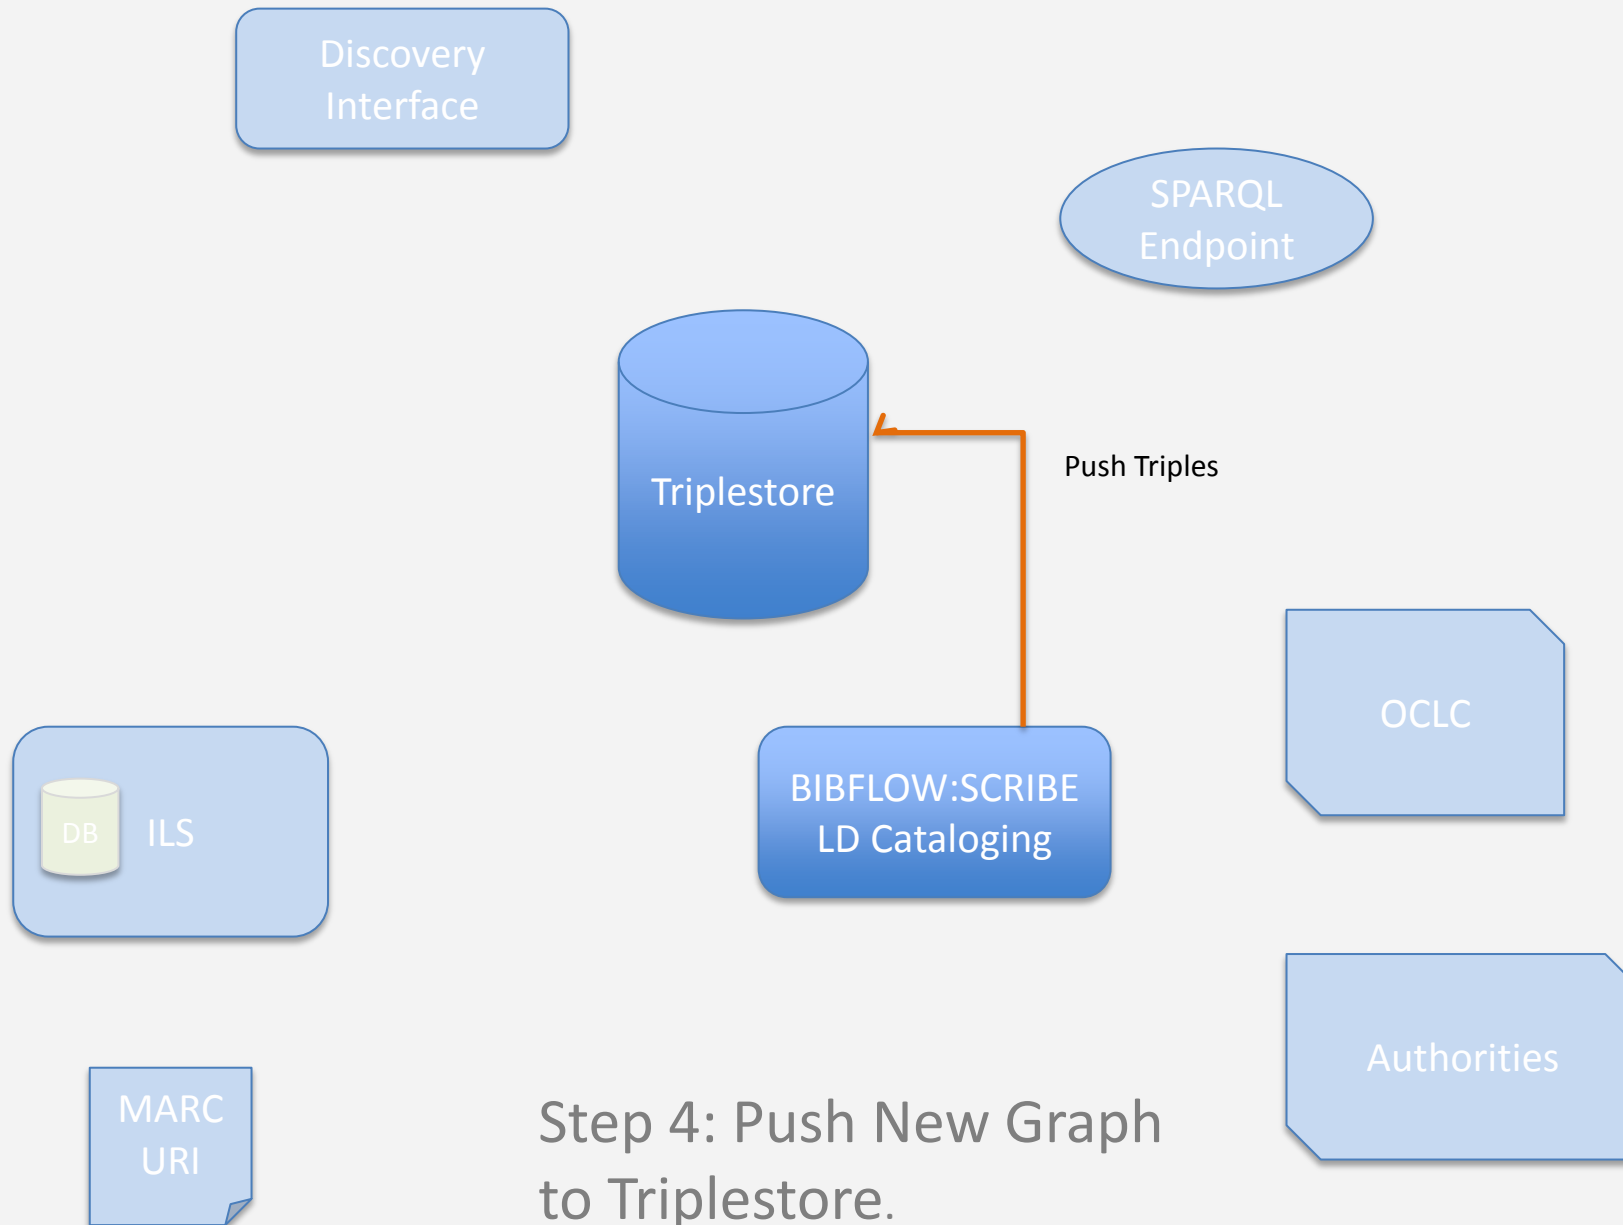 Discovery
Interface
SPARQL
Endpoint
Triplestore
Push Triples
OCLC
BIBFLOW:SCRIBE
LD Cataloging
DB
ILS
Authorities
MARC
URI
Step 4: Push New Graph
to Triplestore.